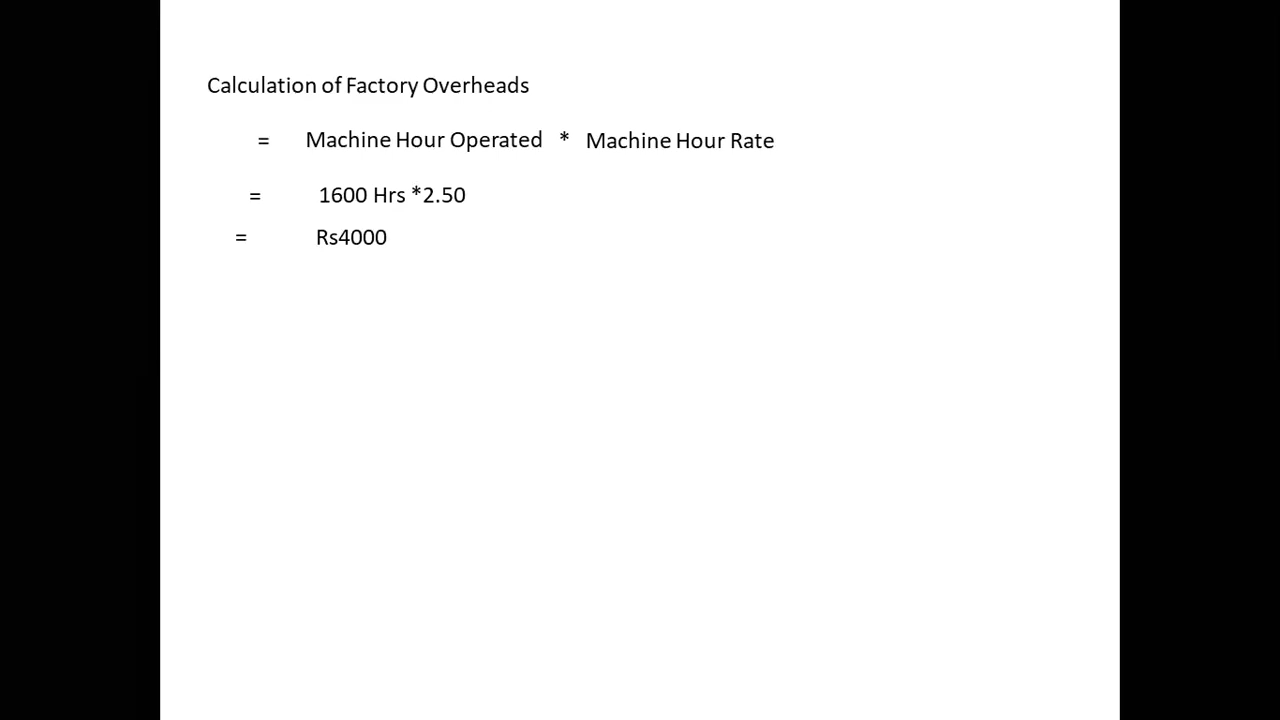 Calculation of Factory Overheads
= Machine Hour Operated * Machine Hour Rate
= 1600 Hrs *2.50
= Rs4000